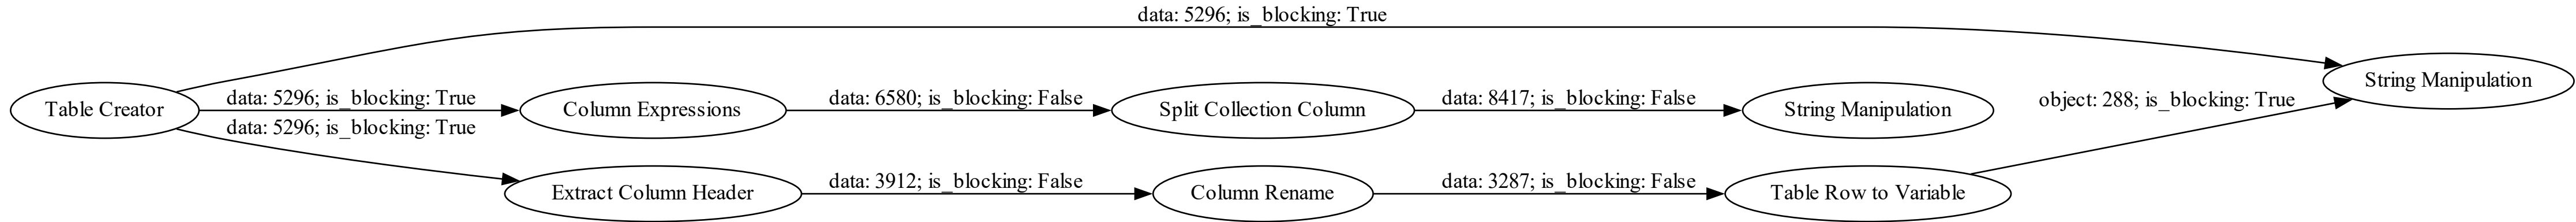 data: 5296; is_blocking: True
String Manipulation
Table Creator
data: 5296; is_blocking: True
Column Expressions
data: 6580; is_blocking: False
Split Collection Column
data: 8417; is_blocking: False
String Manipulation
object: 288; is_blocking: True
data: 5296; is_blocking: True
Extract Column Header
data: 3912; is_blocking: False
Column Rename
data: 3287; is_blocking: False
Table Row to Variable